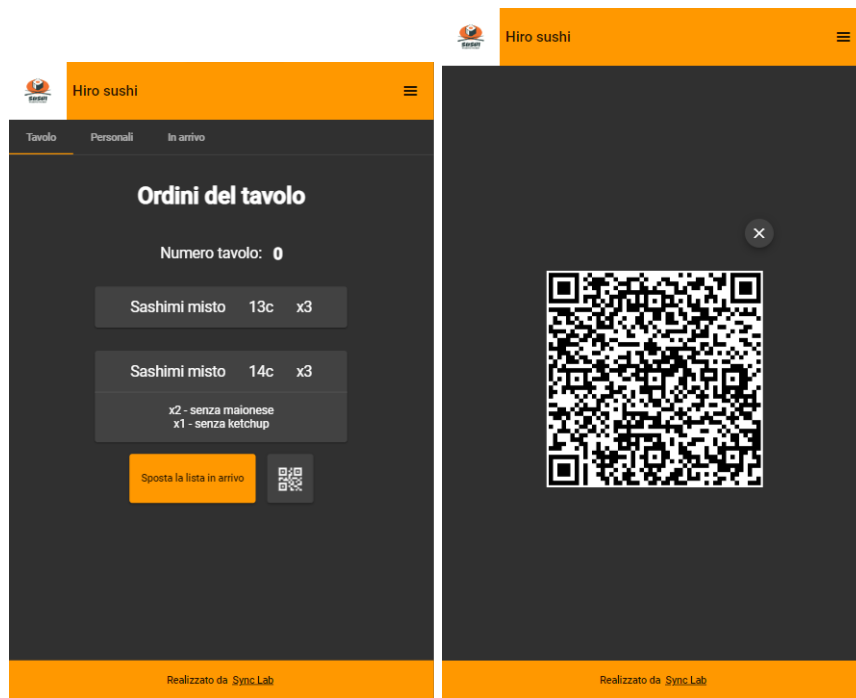 Hiro sushi
Tavolo Personali In arrivo
Ordini del tavolo
Numero tavolo: 0
Sashimi misto 13c x3
Sashimi misto 14c x3
x2 - senza maionese
x1 - senza ketchup
Sposta la lista in arrivo
Realizzato da Sync Lab
Hiro sushi
Realizzato da Sync Lab